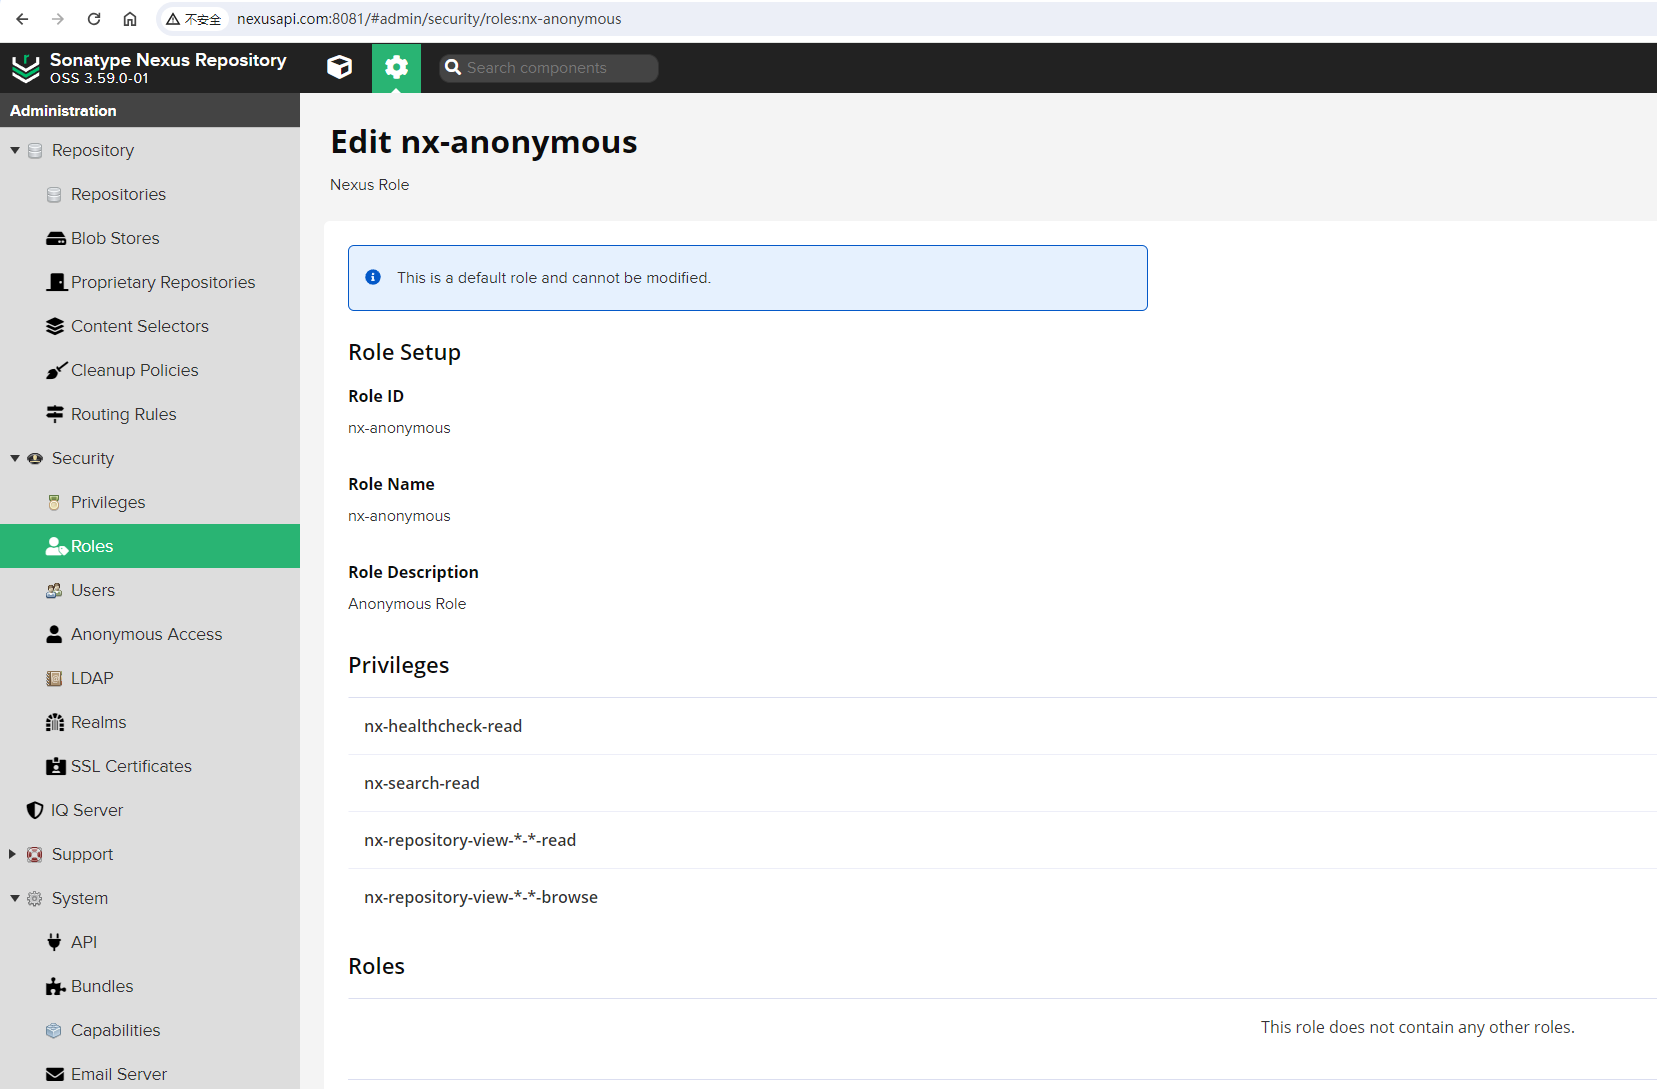 不安全
nexusapi.com:8081/#admin/security/roles:nx-anonymous
Sonatype Nexus Repository
OSS 3.59.0-01
Search components
Administration
Repository
Repositories
Blob Stores
Proprietary Repositories
Content Selectors
Cleanup Policies
Routing Rules
Security
Privileges
Roles
Users
Anonymous Access
LDAP
Realms
SSL Certificates
IQ Server
Support
System
API
Bundles
Capabilities
Email Server
Edit nx-anonymous
Nexus Role
This is a default role and cannot be modified.
Role Setup
Role ID
nx-anonymous
Role Name
nx-anonymous
Role Description
Anonymous Role
Privileges
nx-healthcheck-read
nx-search-read
nx-repository-view-*-*-read
nx-repository-view-*-*-browse
Roles
This role does not contain any other roles.